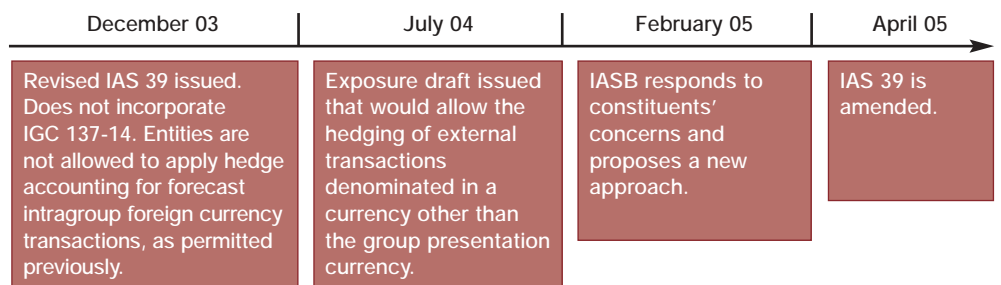 December 03
July 04
February 05
April 05
Revised IAS 39 issued.
Does not incorporate
IGC 137-14. Entities are
not allowed to apply hedge
accounting for forecast
intragroup foreign currency
transactions, as permitted
previously.
Exposure draft issued
that would allow the
hedging of external
transactions
denominated in a
currency other than
the group presentation
currency.
IASB responds to
constituents’
concerns and
proposes a new
approach.
IAS 39 is
amended.